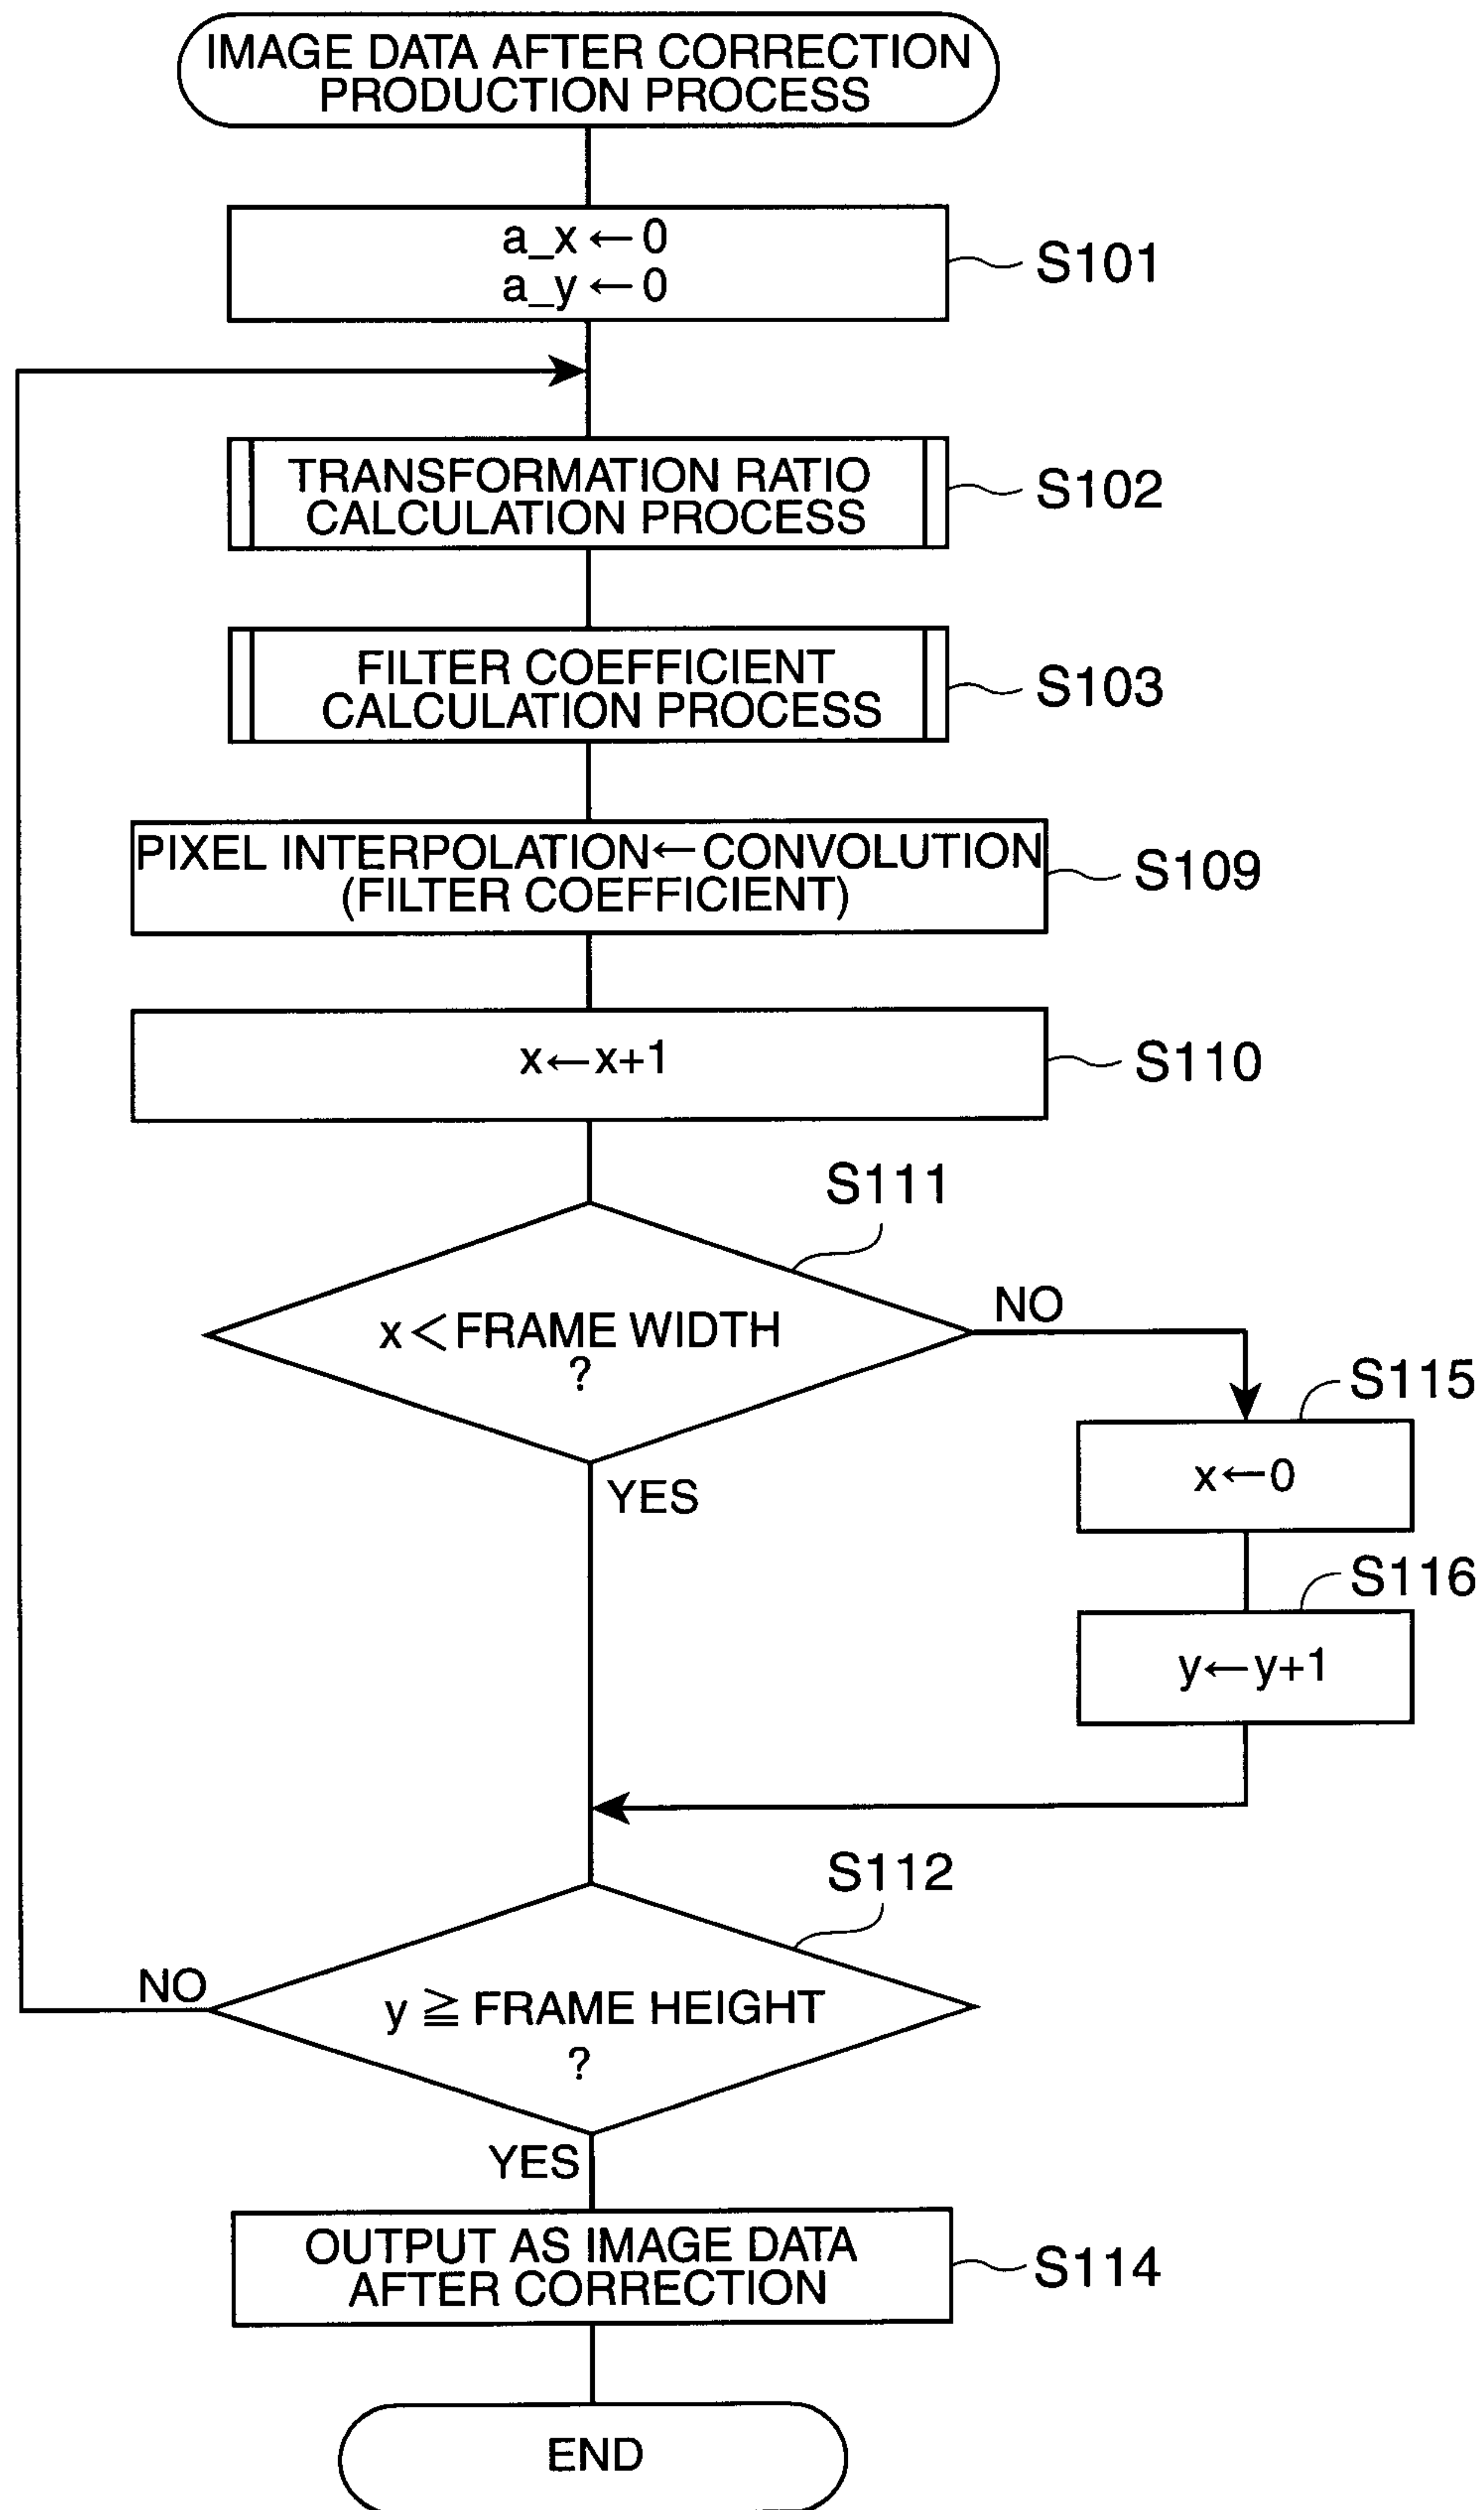 IMAGE DATA AFTER CORRECTION
PRODUCTION PROCESS
a_x←0
a_y←0
S101
TRANSFORMATION RATIO
CALCULATION PROCESS
S102
FILTER COEFFICIENT
CALCULATION PROCESS
S103
PIXEL INTERPOLATION←CONVOLUTION
(FILTER COEFFICIENT)
S109
x←x+1
S110
S111
x<FRAME WIDTH
?
NO
YES
S115
x←0
S116
y←y+1
S112
y ≧ FRAME HEIGHT
?
NO
YES
OUTPUT AS IMAGE DATA
AFTER CORRECTION
S114
END